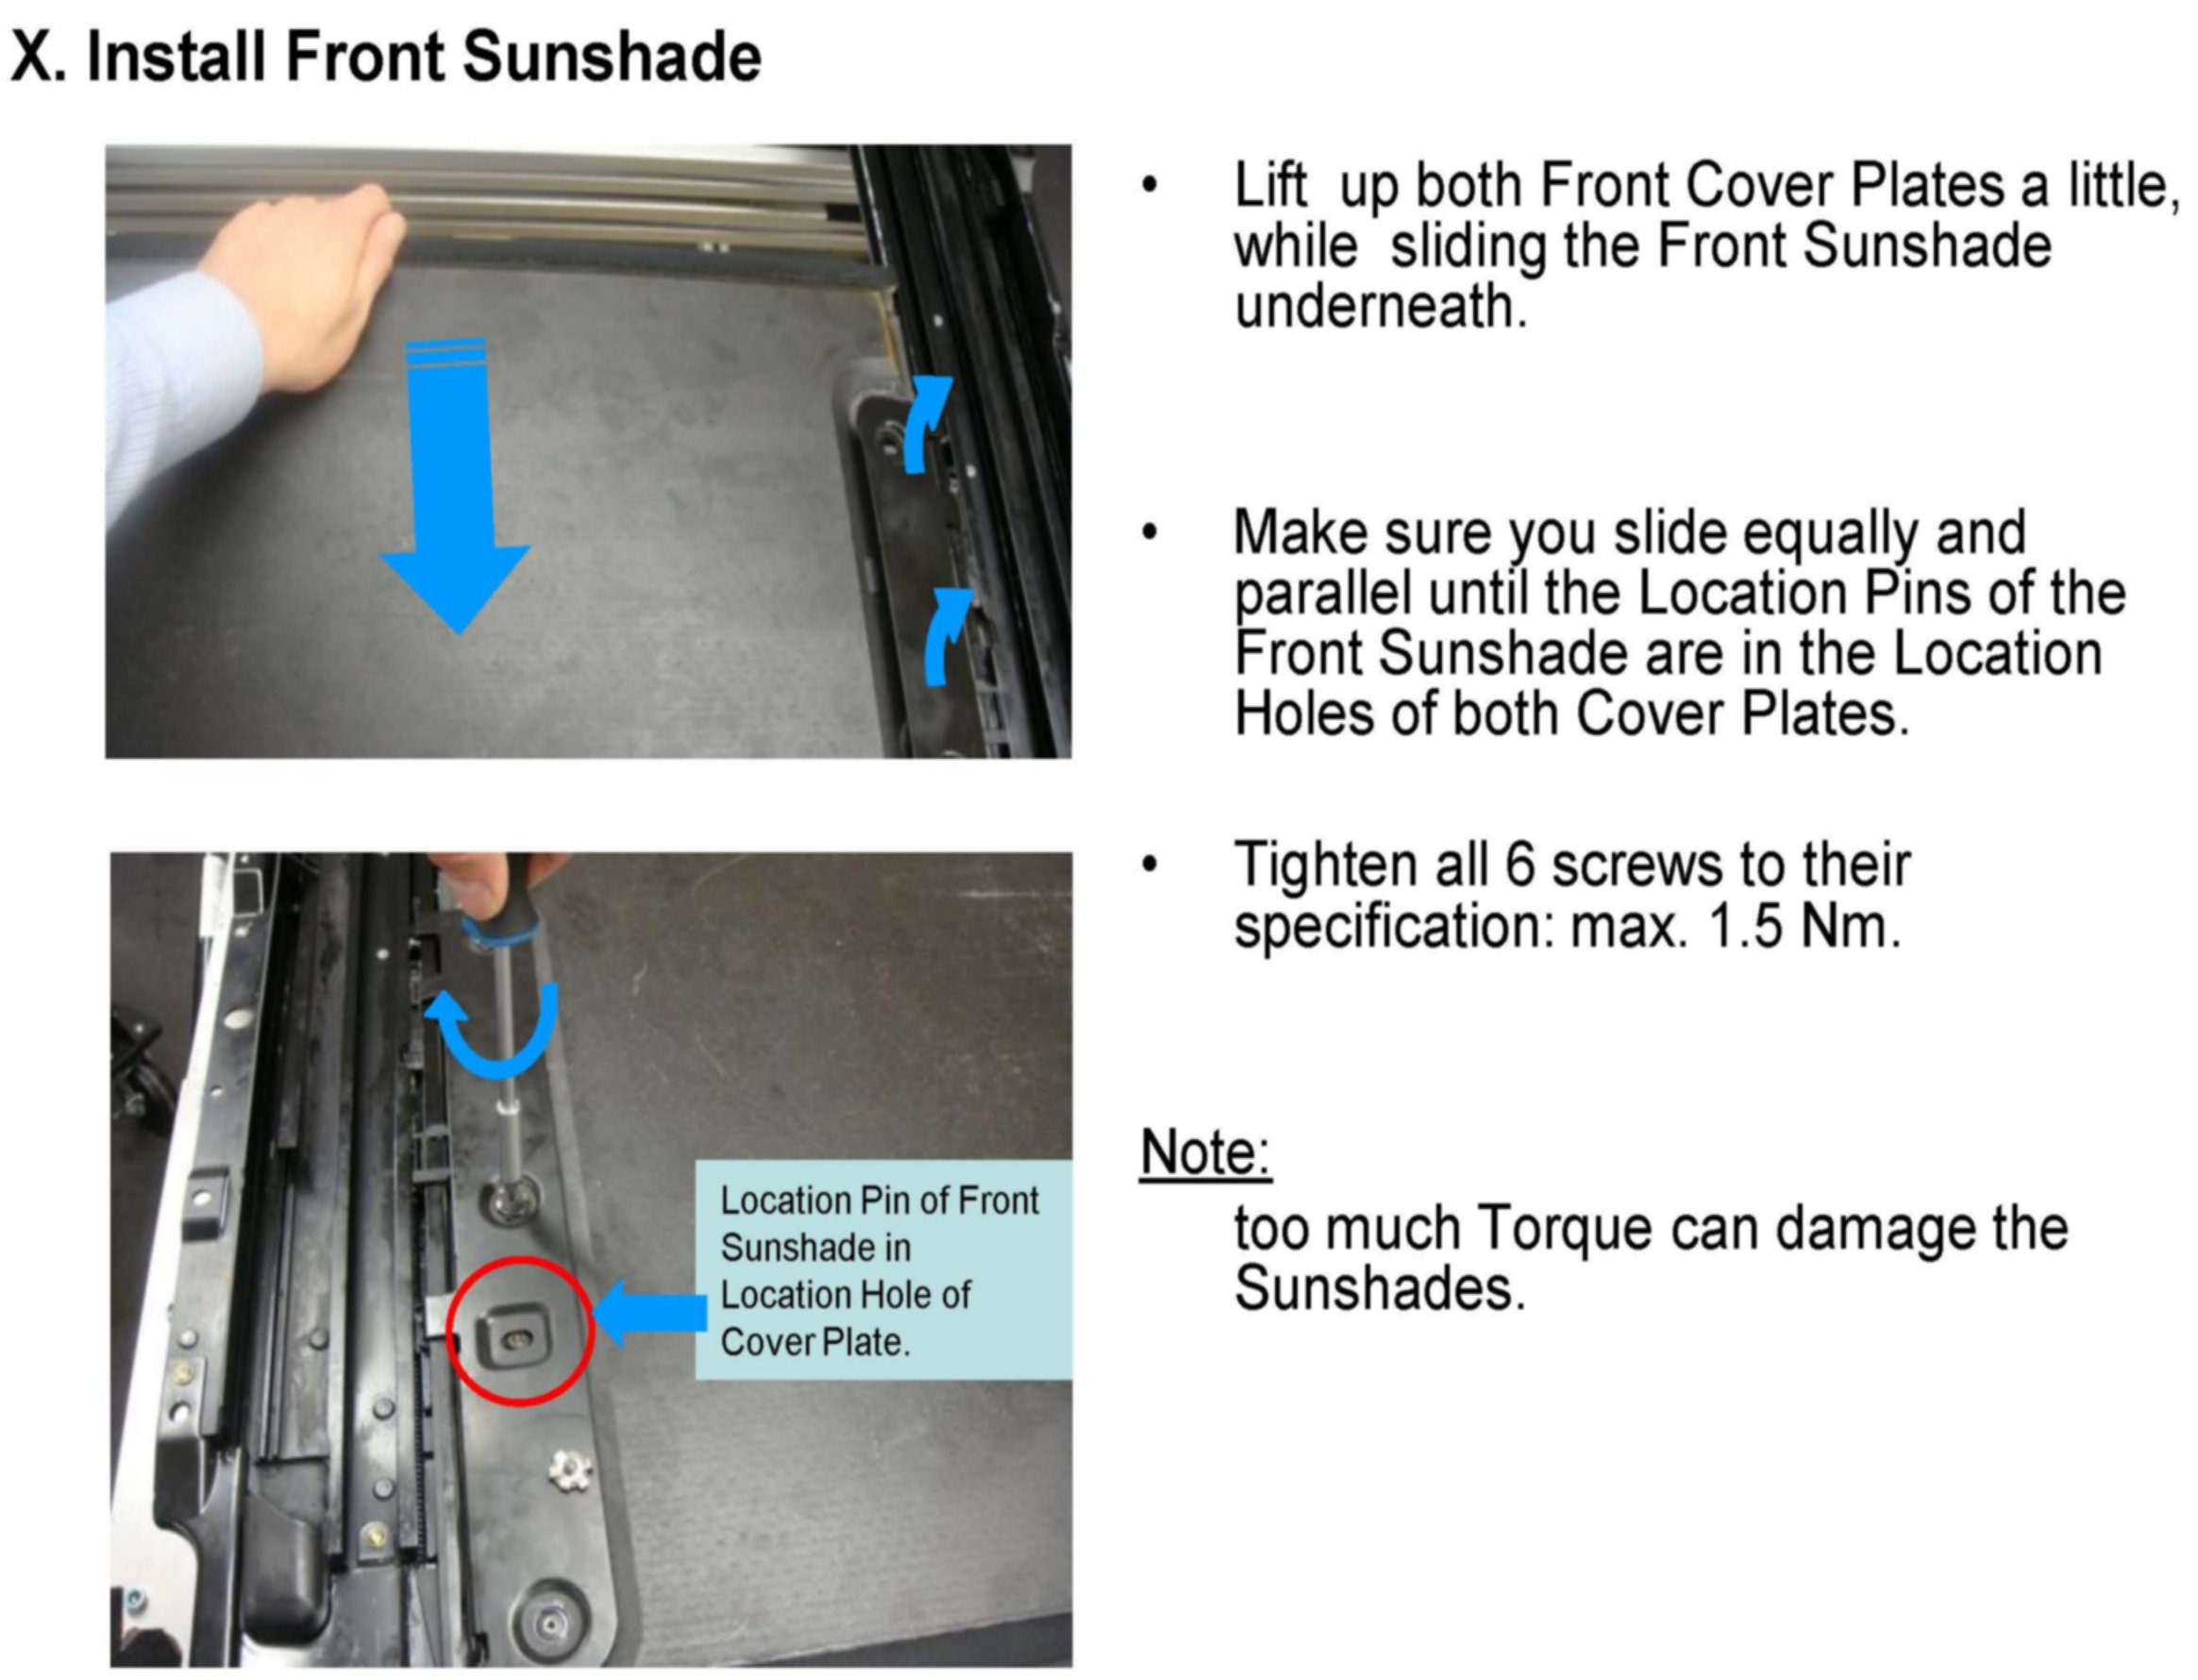 X. Install Front Sunshade
• Lift up both Front Cover Plates a little,
while sliding the Front Sunshade
underneath.
• Make sure you slide equally and
parallel until the Location Pins of the
Front Sunshade are in the Location
Holes of both Cover Plates.
• Tighten all 6 screws to their
specification: max. 1.5 Nm.
Location Pin of Front
Sunshade in
Location Hole of
Cover Plate.
Note:
too much Torque can damage the
Sunshades.